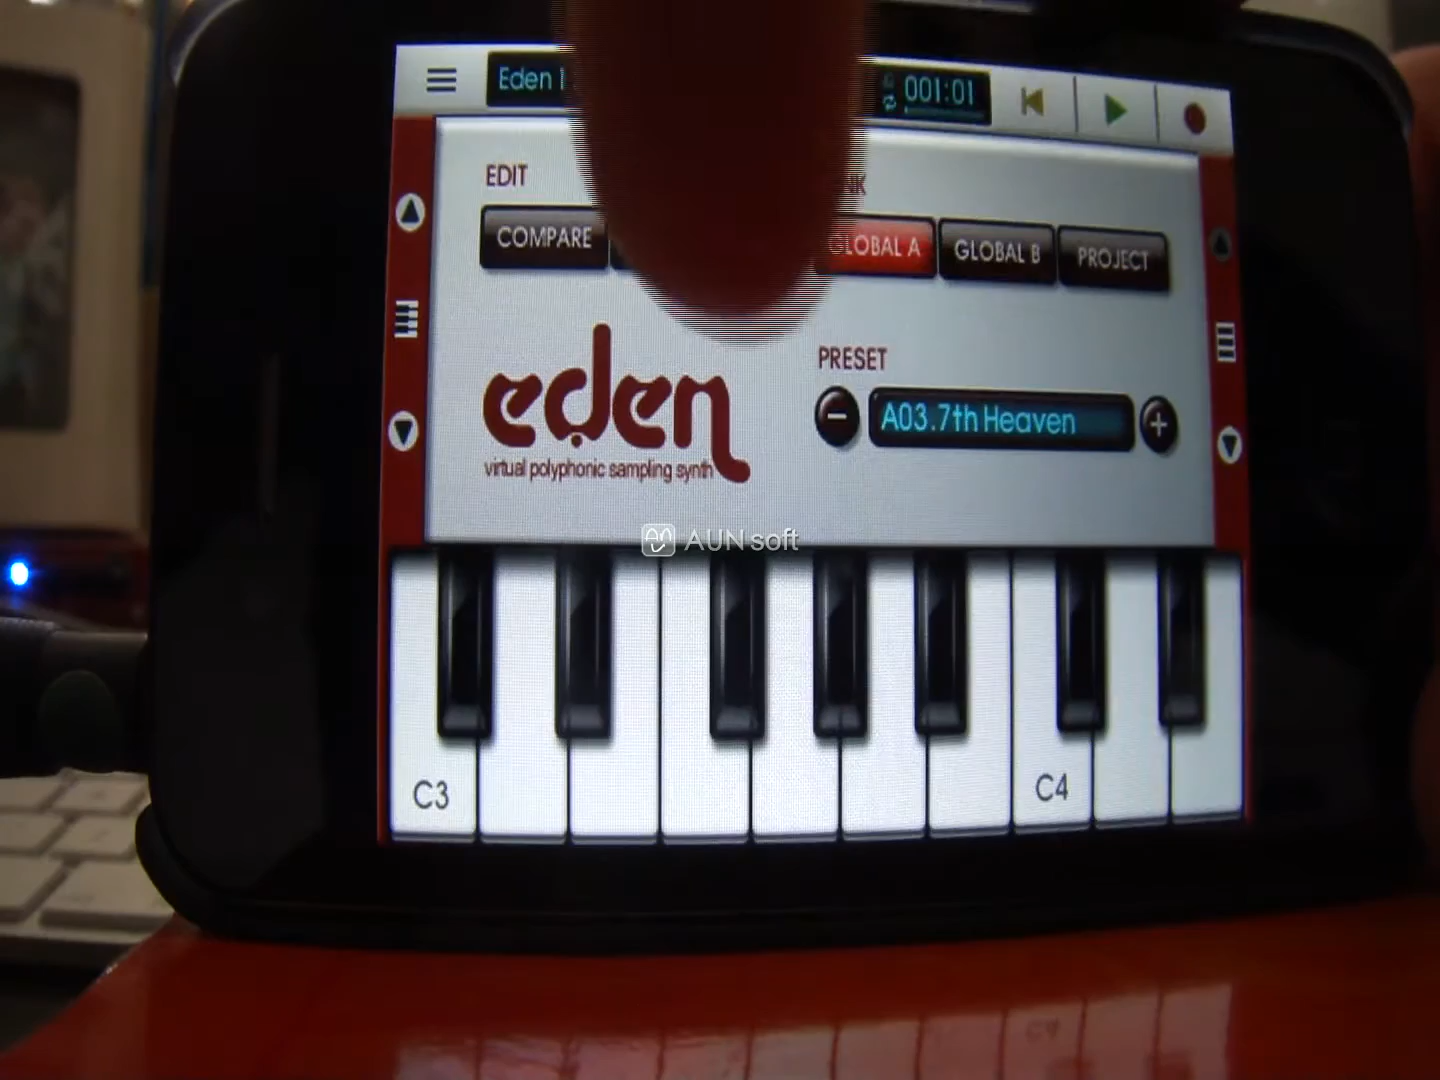 Eden 1
001:01
EDIT
COMPARE
GLOBAL A
GLOBAL B
PROJECT
eden
virtual polyphonic sampling synth
PRESET
A03.7th Heaven
AUN soft
C3
C4